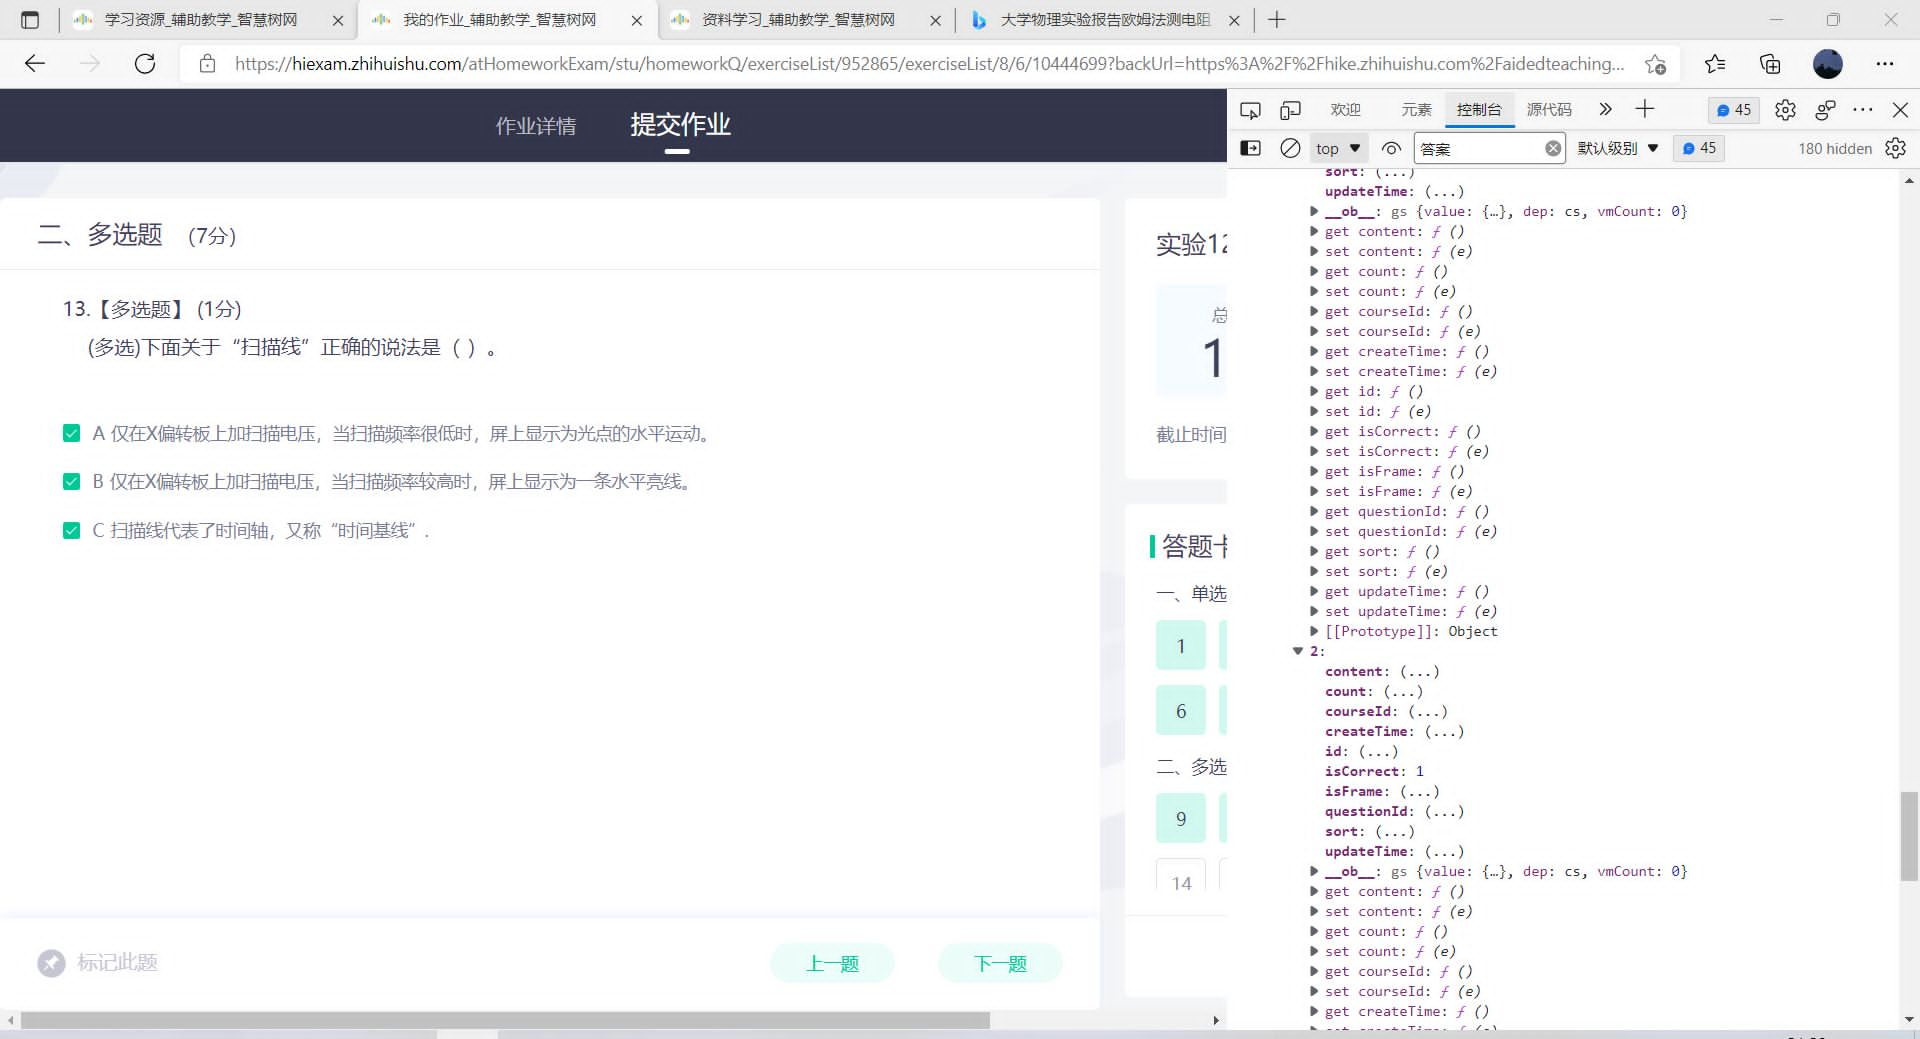 学习资源_辅助教学_智慧树网
我的作业_辅助教学_智慧树网
资料学习_辅助教学_智慧树网
大学物理实验报告欧姆法测电阻
https://hiexam.zhihuishu.com/atHomeworkExam/stu/homeworkQ/exerciseList/952865/exerciseList/8/6/10444699?backUrl=https%3A%2F%2Fhike.zhihuishu.com%2Faidedteaching...
作业详情
提交作业
二、多选题 (7分)
13.【多选题】 (1分)
(多选)下面关于“扫描线”正确的说法是（ ）。
A 仅在X偏转板上加扫描电压，当扫描频率很低时，屏上显示为光点的水平运动。
B 仅在X偏转板上加扫描电压，当扫描频率较高时，屏上显示为一条水平亮线。
C 扫描线代表了时间轴，又称“时间基线”.
标记此题
上一题
下一题
实验12
总
1
截止时间
答题卡
一、单选
1
6
二、多选
9
14
欢迎
元素
控制台
源代码
45
top
答案
默认级别
45
180 hidden
sort: (...)
updateTime: (...)
__ob__: gs {value: {…}, dep: cs, vmCount: 0}
get content: ƒ ()
set content: ƒ (e)
get count: ƒ ()
set count: ƒ (e)
get courseId: ƒ ()
set courseId: ƒ (e)
get createTime: ƒ ()
set createTime: ƒ (e)
get id: ƒ ()
set id: ƒ (e)
get isCorrect: ƒ ()
set isCorrect: ƒ (e)
get isFrame: ƒ ()
set isFrame: ƒ (e)
get questionId: ƒ ()
set questionId: ƒ (e)
get sort: ƒ ()
set sort: ƒ (e)
get updateTime: ƒ ()
set updateTime: ƒ (e)
[[Prototype]]: Object
2:
content: (...)
count: (...)
courseId: (...)
createTime: (...)
id: (...)
isCorrect: 1
isFrame: (...)
questionId: (...)
sort: (...)
updateTime: (...)
__ob__: gs {value: {…}, dep: cs, vmCount: 0}
get content: ƒ ()
set content: ƒ (e)
get count: ƒ ()
set count: ƒ (e)
get courseId: ƒ ()
set courseId: ƒ (e)
get createTime: ƒ ()